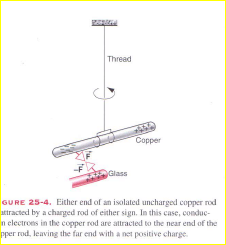 Thread
Copper
F
–F
Glass
GURE 25-4. Either end of an isolated uncharged copper rod
attracted by a charged rod of either sign. In this case, conduc-
n electrons in the copper rod are attracted to the near end of the
pper rod, leaving the far end with a net positive charge.